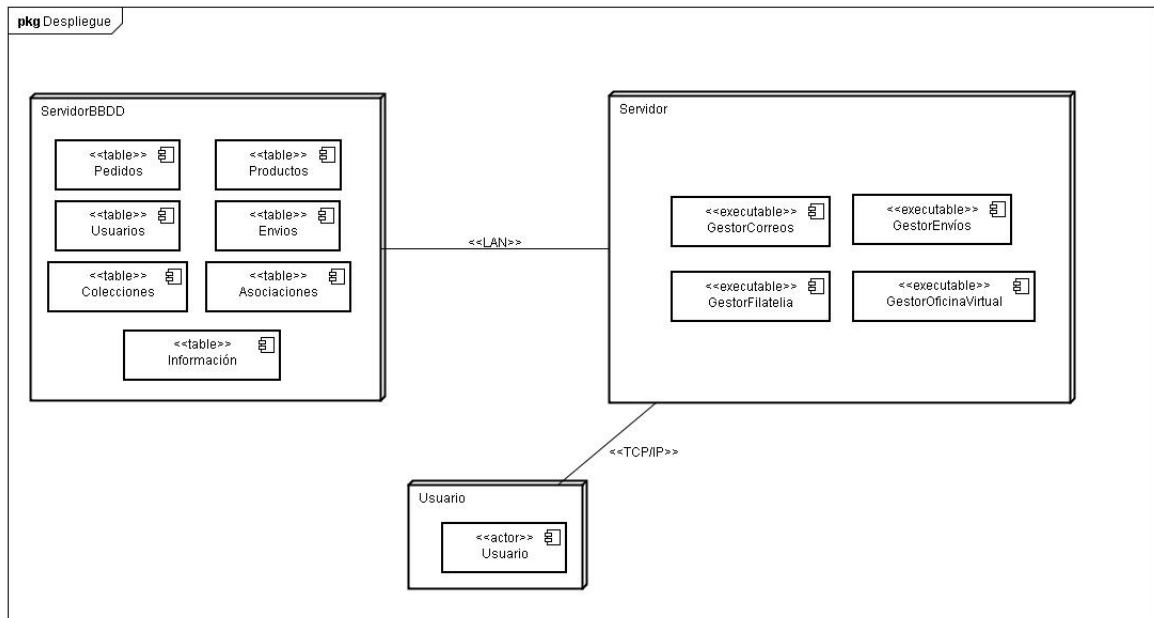 pkg Despliegue
ServidorBBDD
<<table>>
Pedidos
<<table>>
Productos
<<table>>
Usuarios
<<table>>
Envios
<<table>>
Colecciones
<<table>>
Asociaciones
<<table>>
Información
<<LAN>>
Servidor
<<executable>>
GestorCorreos
<<executable>>
GestorEnvíos
<<executable>>
GestorFilatelia
<<executable>>
GestorOficinaVirtual
<<TCP/IP>>
Usuario
<<actor>>
Usuario